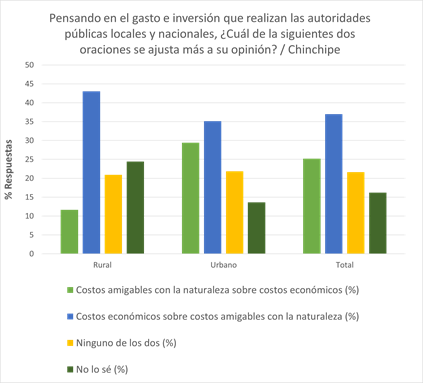 Pensando en el gasto e inversión que realizan las autoridades
públicas locales y nacionales, ¿Cuál de la siguientes dos
oraciones se ajusta más a su opinión? / Chinchipe
% Respuestas
50
45
40
35
30
25
20
15
10
5
0
Rural Urbano Total
Costos amigables con la naturaleza sobre costos económicos (%)
Costos económicos sobre costos amigables con la naturaleza (%)
Ninguno de los dos (%)
No lo sé (%)